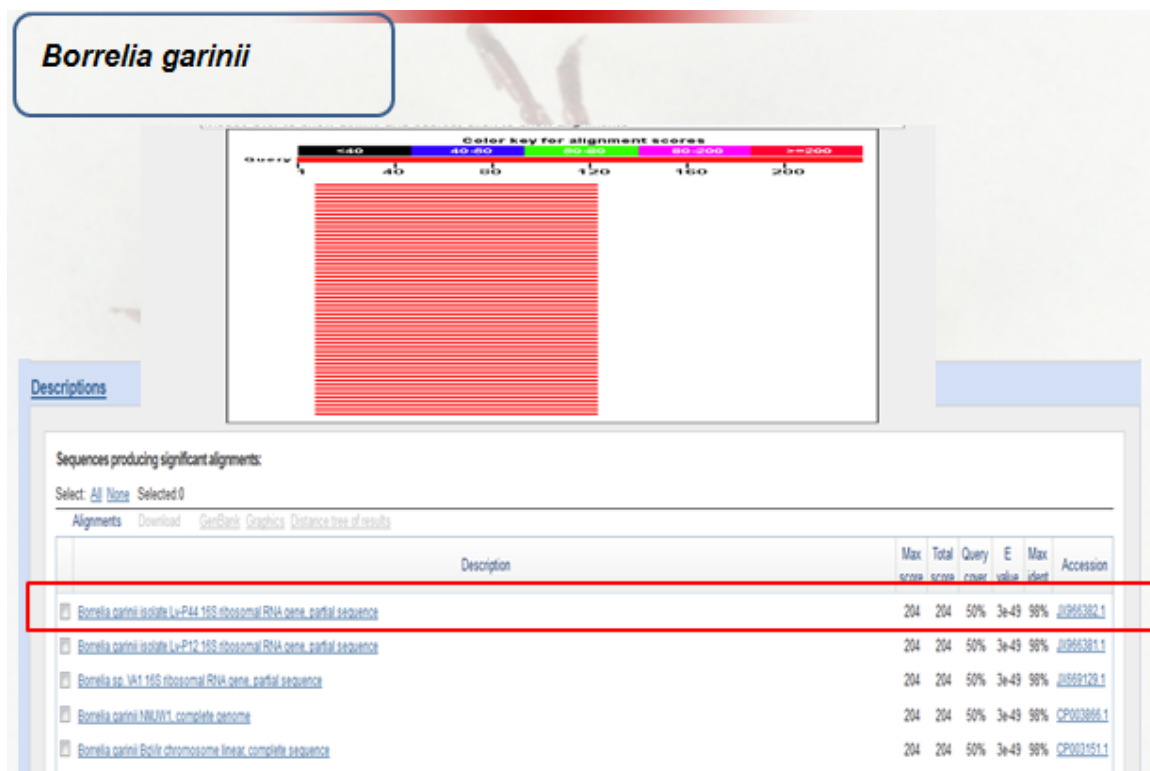 Borrelia garinii
Color key for alignment scores
<40 40-50 50-80 80-200 >=200
Query
1 40 80 120 160 200
Descriptions
Sequences producing significant alignments:
Select: All None Selected:0
Alignments Download GenBank Graphics Distance tree of results
Description Max score Total score Query cover E value Max ident Accession
Borrelia garinii isolate Lv-P44 16S ribosomal RNA gene, partial sequence 204 204 50% 3e-49 98% JX966382.1
Borrelia garinii isolate Lv-P12 16S ribosomal RNA gene, partial sequence 204 204 50% 3e-49 98% JX966381.1
Borrelia sp. VA1 16S ribosomal RNA gene, partial sequence 204 204 50% 3e-49 98% JX669129.1
Borrelia garinii NMJW1, complete genome 204 204 50% 3e-49 98% CP003866.1
Borrelia garinii BgVir chromosome linear, complete sequence 204 204 50% 3e-49 98% CP003151.1